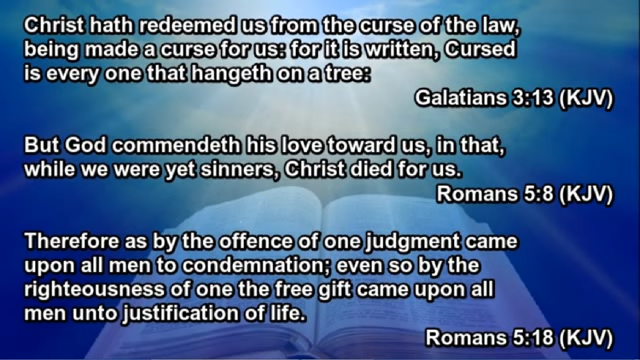 Christ hath redeemed us from the curse of the law,
being made a curse for us: for it is written, Cursed
is every one that hangeth on a tree:
Galatians 3:13 (KJV)
But God commendeth his love toward us, in that,
while we were yet sinners, Christ died for us.
Romans 5:8 (KJV)
Therefore as by the offence of one judgment came
upon all men to condemnation; even so by the
righteousness of one the free gift came upon all
men unto justification of life.
Romans 5:18 (KJV)